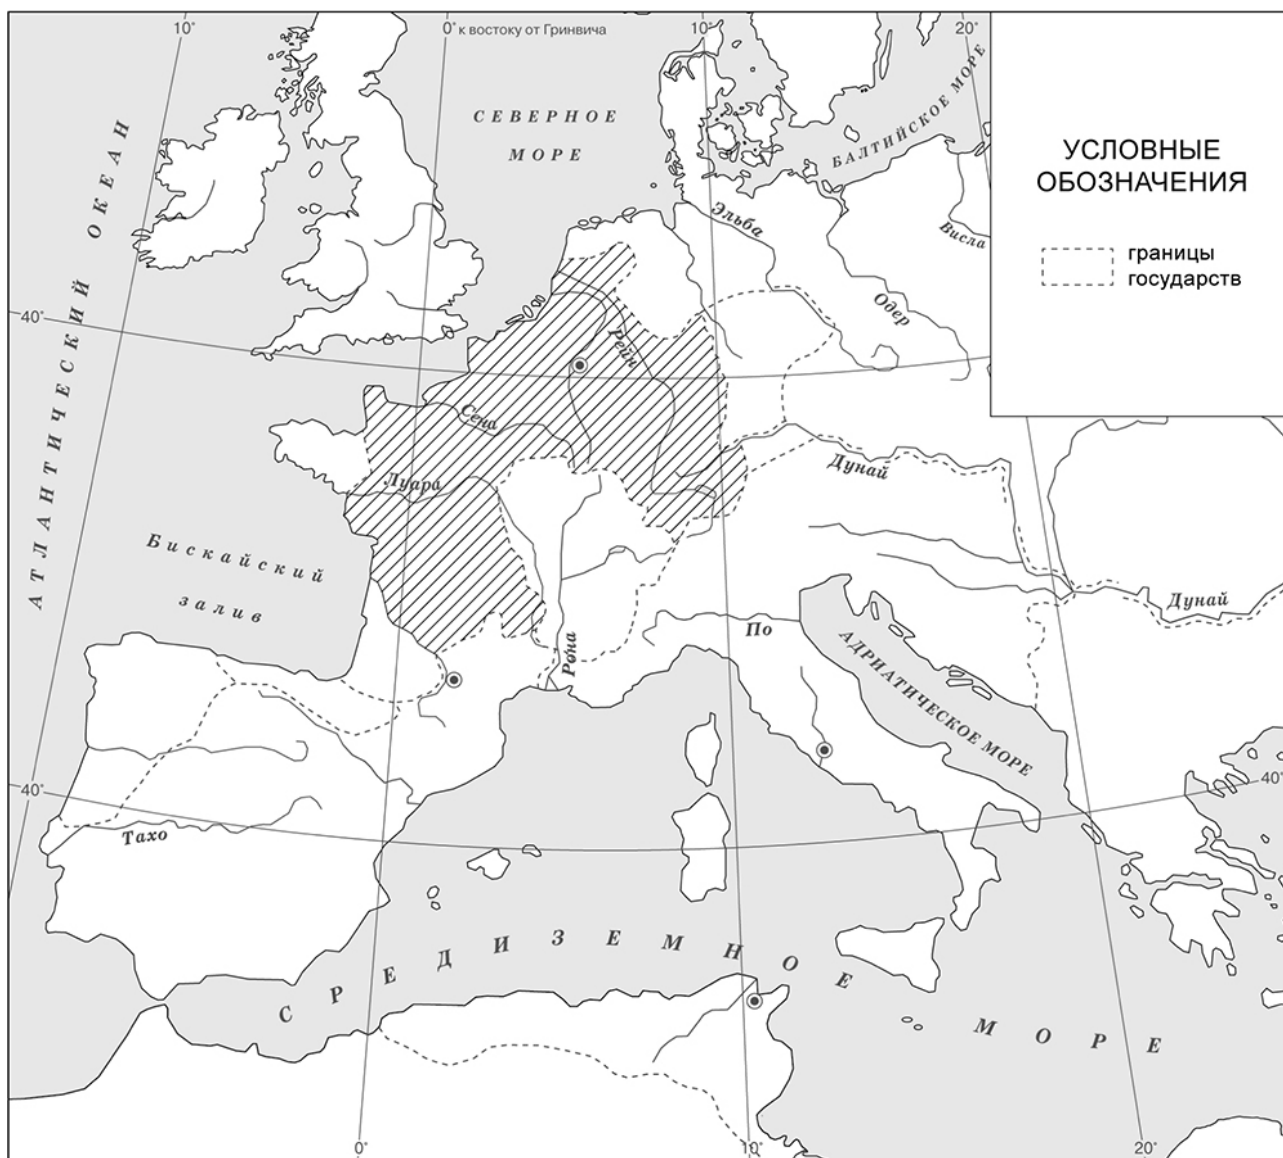 10°
0° к востоку от Гринвича
10°
20°
СЕВЕРНОЕ
МОРЕ
БАЛТИЙСКОЕ МОРЕ
УСЛОВНЫЕ
ОБОЗНАЧЕНИЯ
границы
государств
АТЛАНТИЧЕСКИЙ ОКЕАН
Эльба
Висла
Одер
40°
Рейн
Сена
Луара
Дунай
Бискайский
залив
Дунай
По
Рона
АДРИАТИЧЕСКОЕ МОРЕ
40°
40°
Тахо
СРЕДИЗЕМНОЕ
МОРЕ
0°
10°
20°